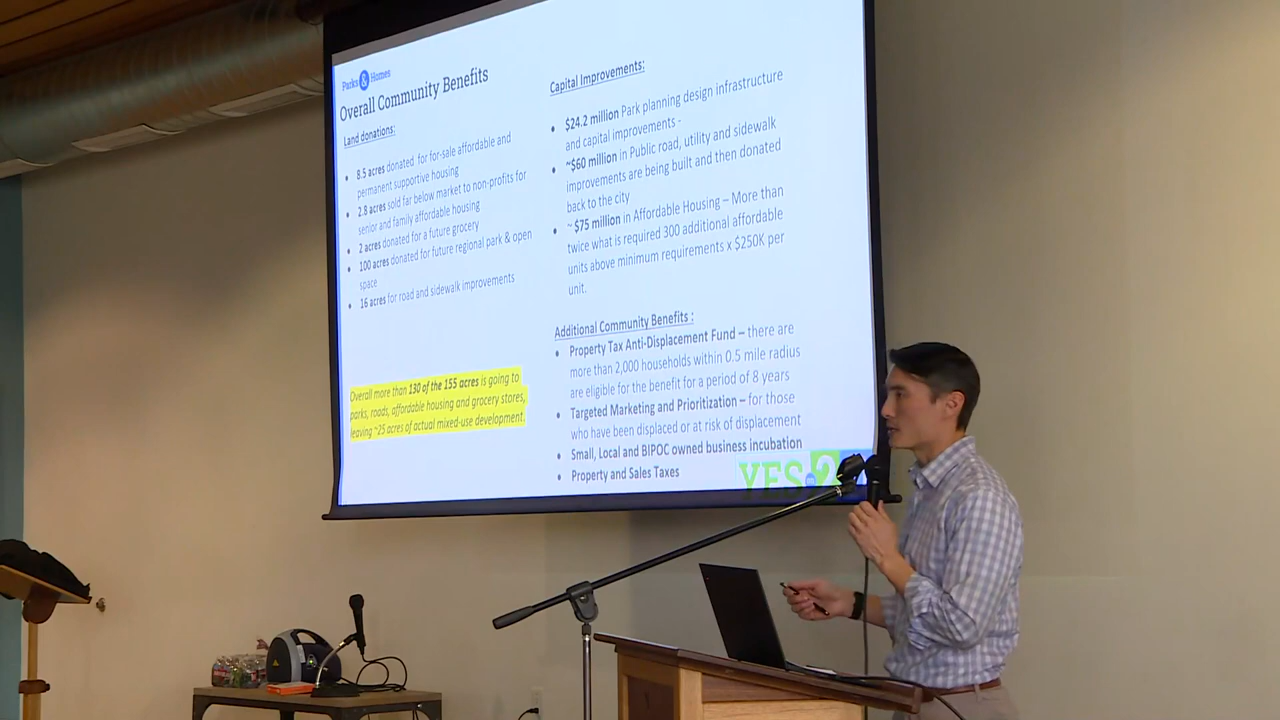 Parks & Homes
Overall Community Benefits
Land donations:
• 8.5 acres donated for for-sale affordable and
permanent supportive housing
• 2.8 acres sold far below market to non-profits for
senior and family affordable housing
• 2 acres donated for a future grocery
• 100 acres donated for future regional park & open
space
• 16 acres for road and sidewalk improvements
Overall more than 130 of the 155 acres is going to
parks, roads, affordable housing and grocery stores,
leaving ~25 acres of actual mixed-use development.
Capital Improvements:
• $24.2 million Park planning design infrastructure
and capital improvements -
• ~$60 million in Public road, utility and sidewalk
improvements are being built and then donated
back to the city
• ~ $75 million in Affordable Housing – More than
twice what is required 300 additional affordable
units above minimum requirements x $250K per
unit.
Additional Community Benefits :
• Property Tax Anti-Displacement Fund – there are
more than 2,000 households within 0.5 mile radius
are eligible for the benefit for a period of 8 years
• Targeted Marketing and Prioritization – for those
who have been displaced or at risk of displacement
• Small, Local and BIPOC owned business incubation
• Property and Sales Taxes
YES 2